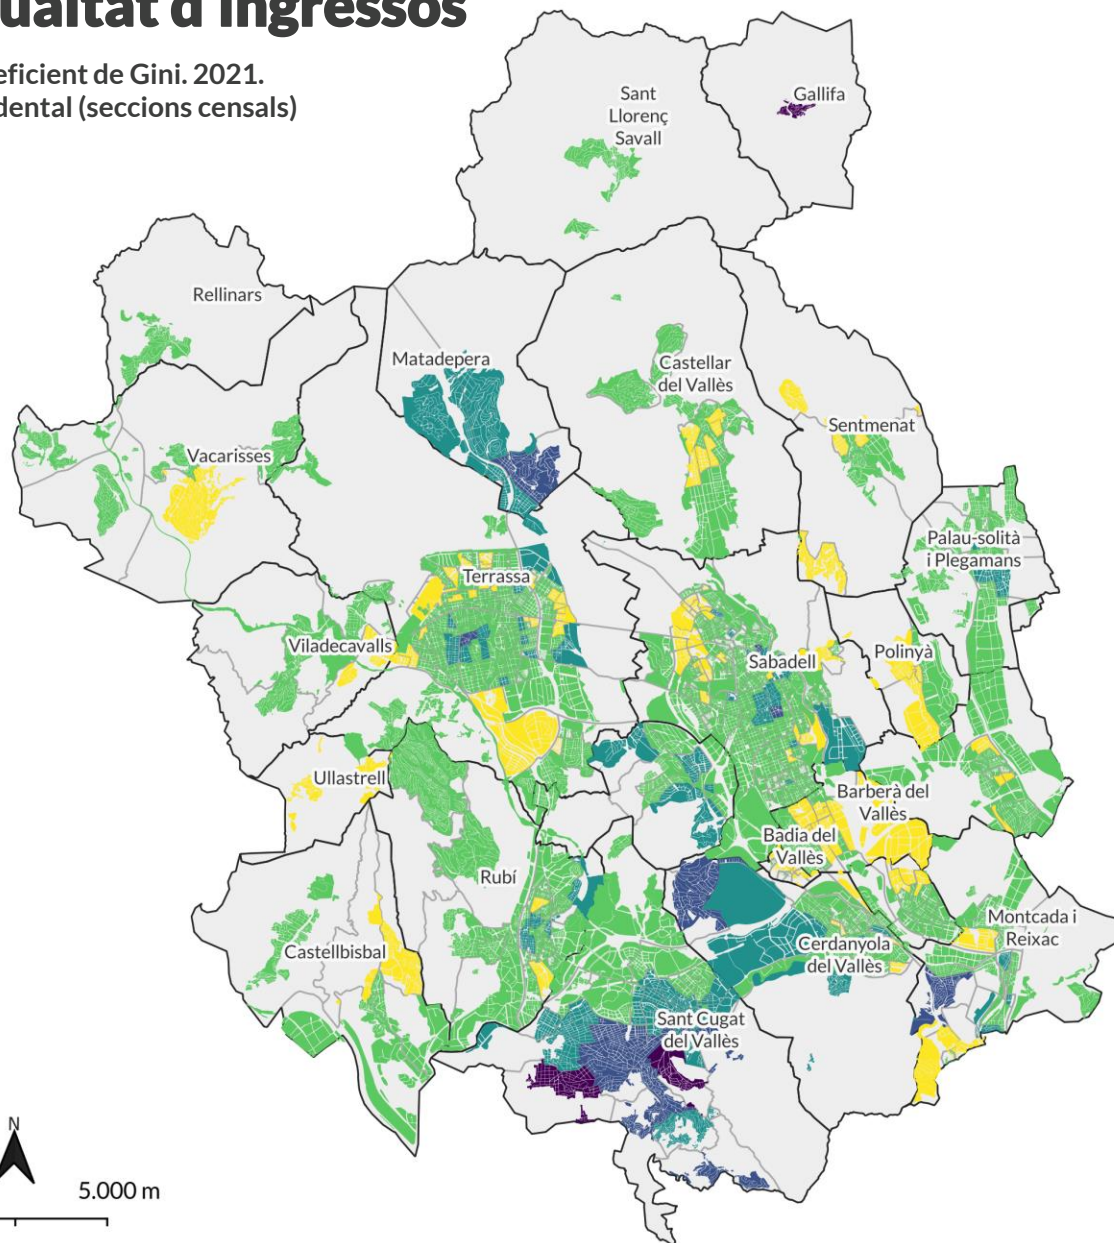 ualtat d'ingressos
eficient de Gini. 2021.
dental (seccions censals)
Sant
Llorenç
Savall
Gallifa
Rellinars
Matadepera
Castellar
del Vallès
Sentmenat
Vacarisses
Palau-solità
i Plegamans
Terrassa
Viladecavalls
Sabadell
Polinyà
Ullastrell
Barberà del
Vallès
Badia del
Vallès
Rubí
Castellbisbal
Montcada i
Reixac
Cerdanyola
del Vallès
Sant Cugat
del Vallès
N
5.000 m